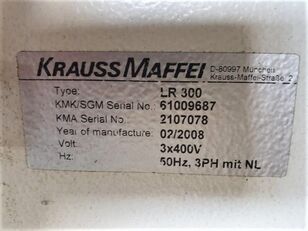 KRAUSS MAFFEI
D-80997 München
Krauss-Maffei-Straße 2
Type: LR 300
KMK/SGM Serial No.: 61009687
KMA Serial No.: 2107078
Year of manufacture: 02/2008
Volt: 3x400V
Hz: 50Hz, 3PH mit NL